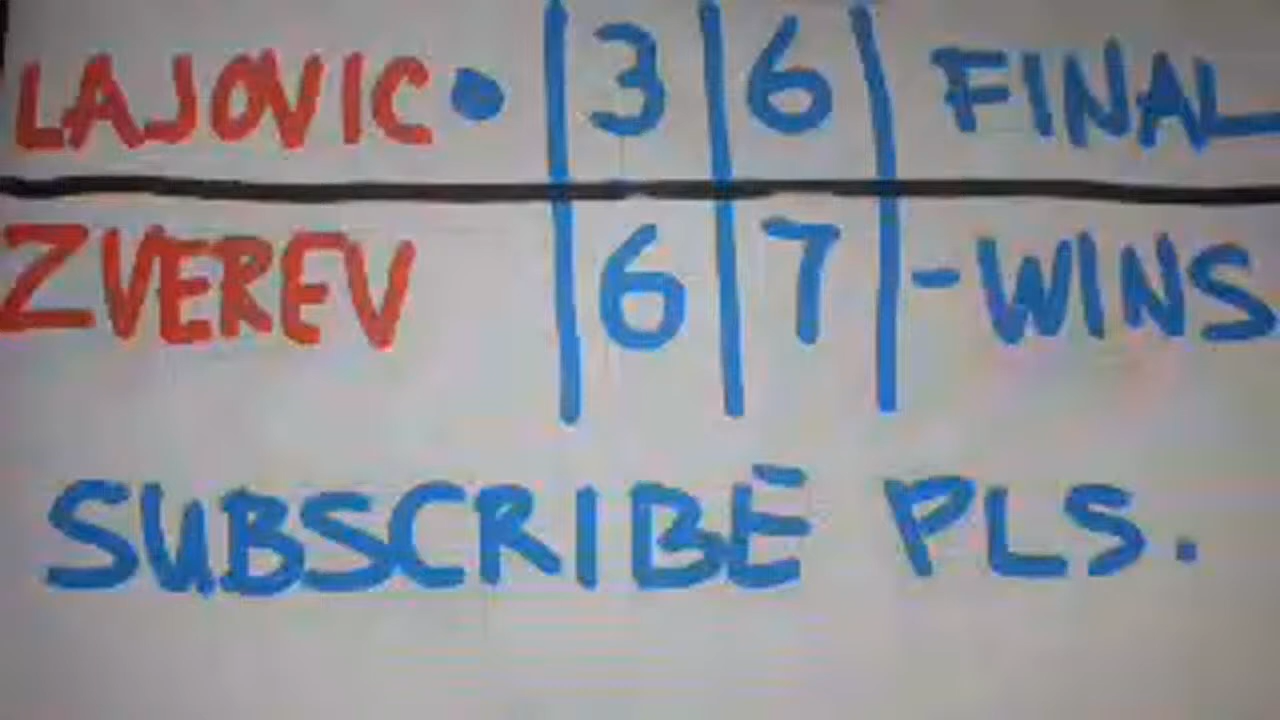 LAJOVIC • 3 6 FINAL
ZVEREV 6 7 -WINS
SUBSCRIBE PLS.